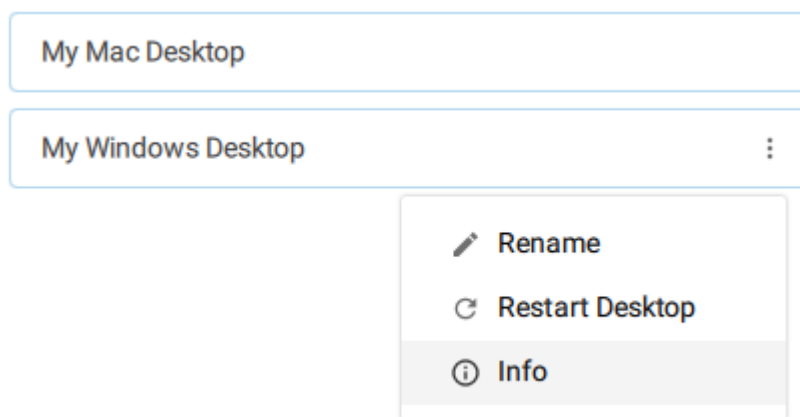 My Mac Desktop
My Windows Desktop
Rename
Restart Desktop
Info